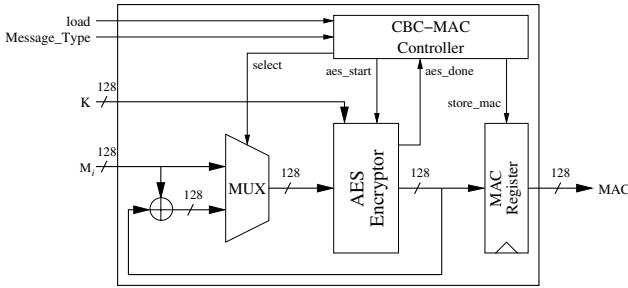 load
Message_Type
CBC−MAC
Controller
select
aes_start
aes_done
store_mac
128
K
128
M_i
128
MUX
128
AES
Encryptor
128
MAC
Register
128
MAC